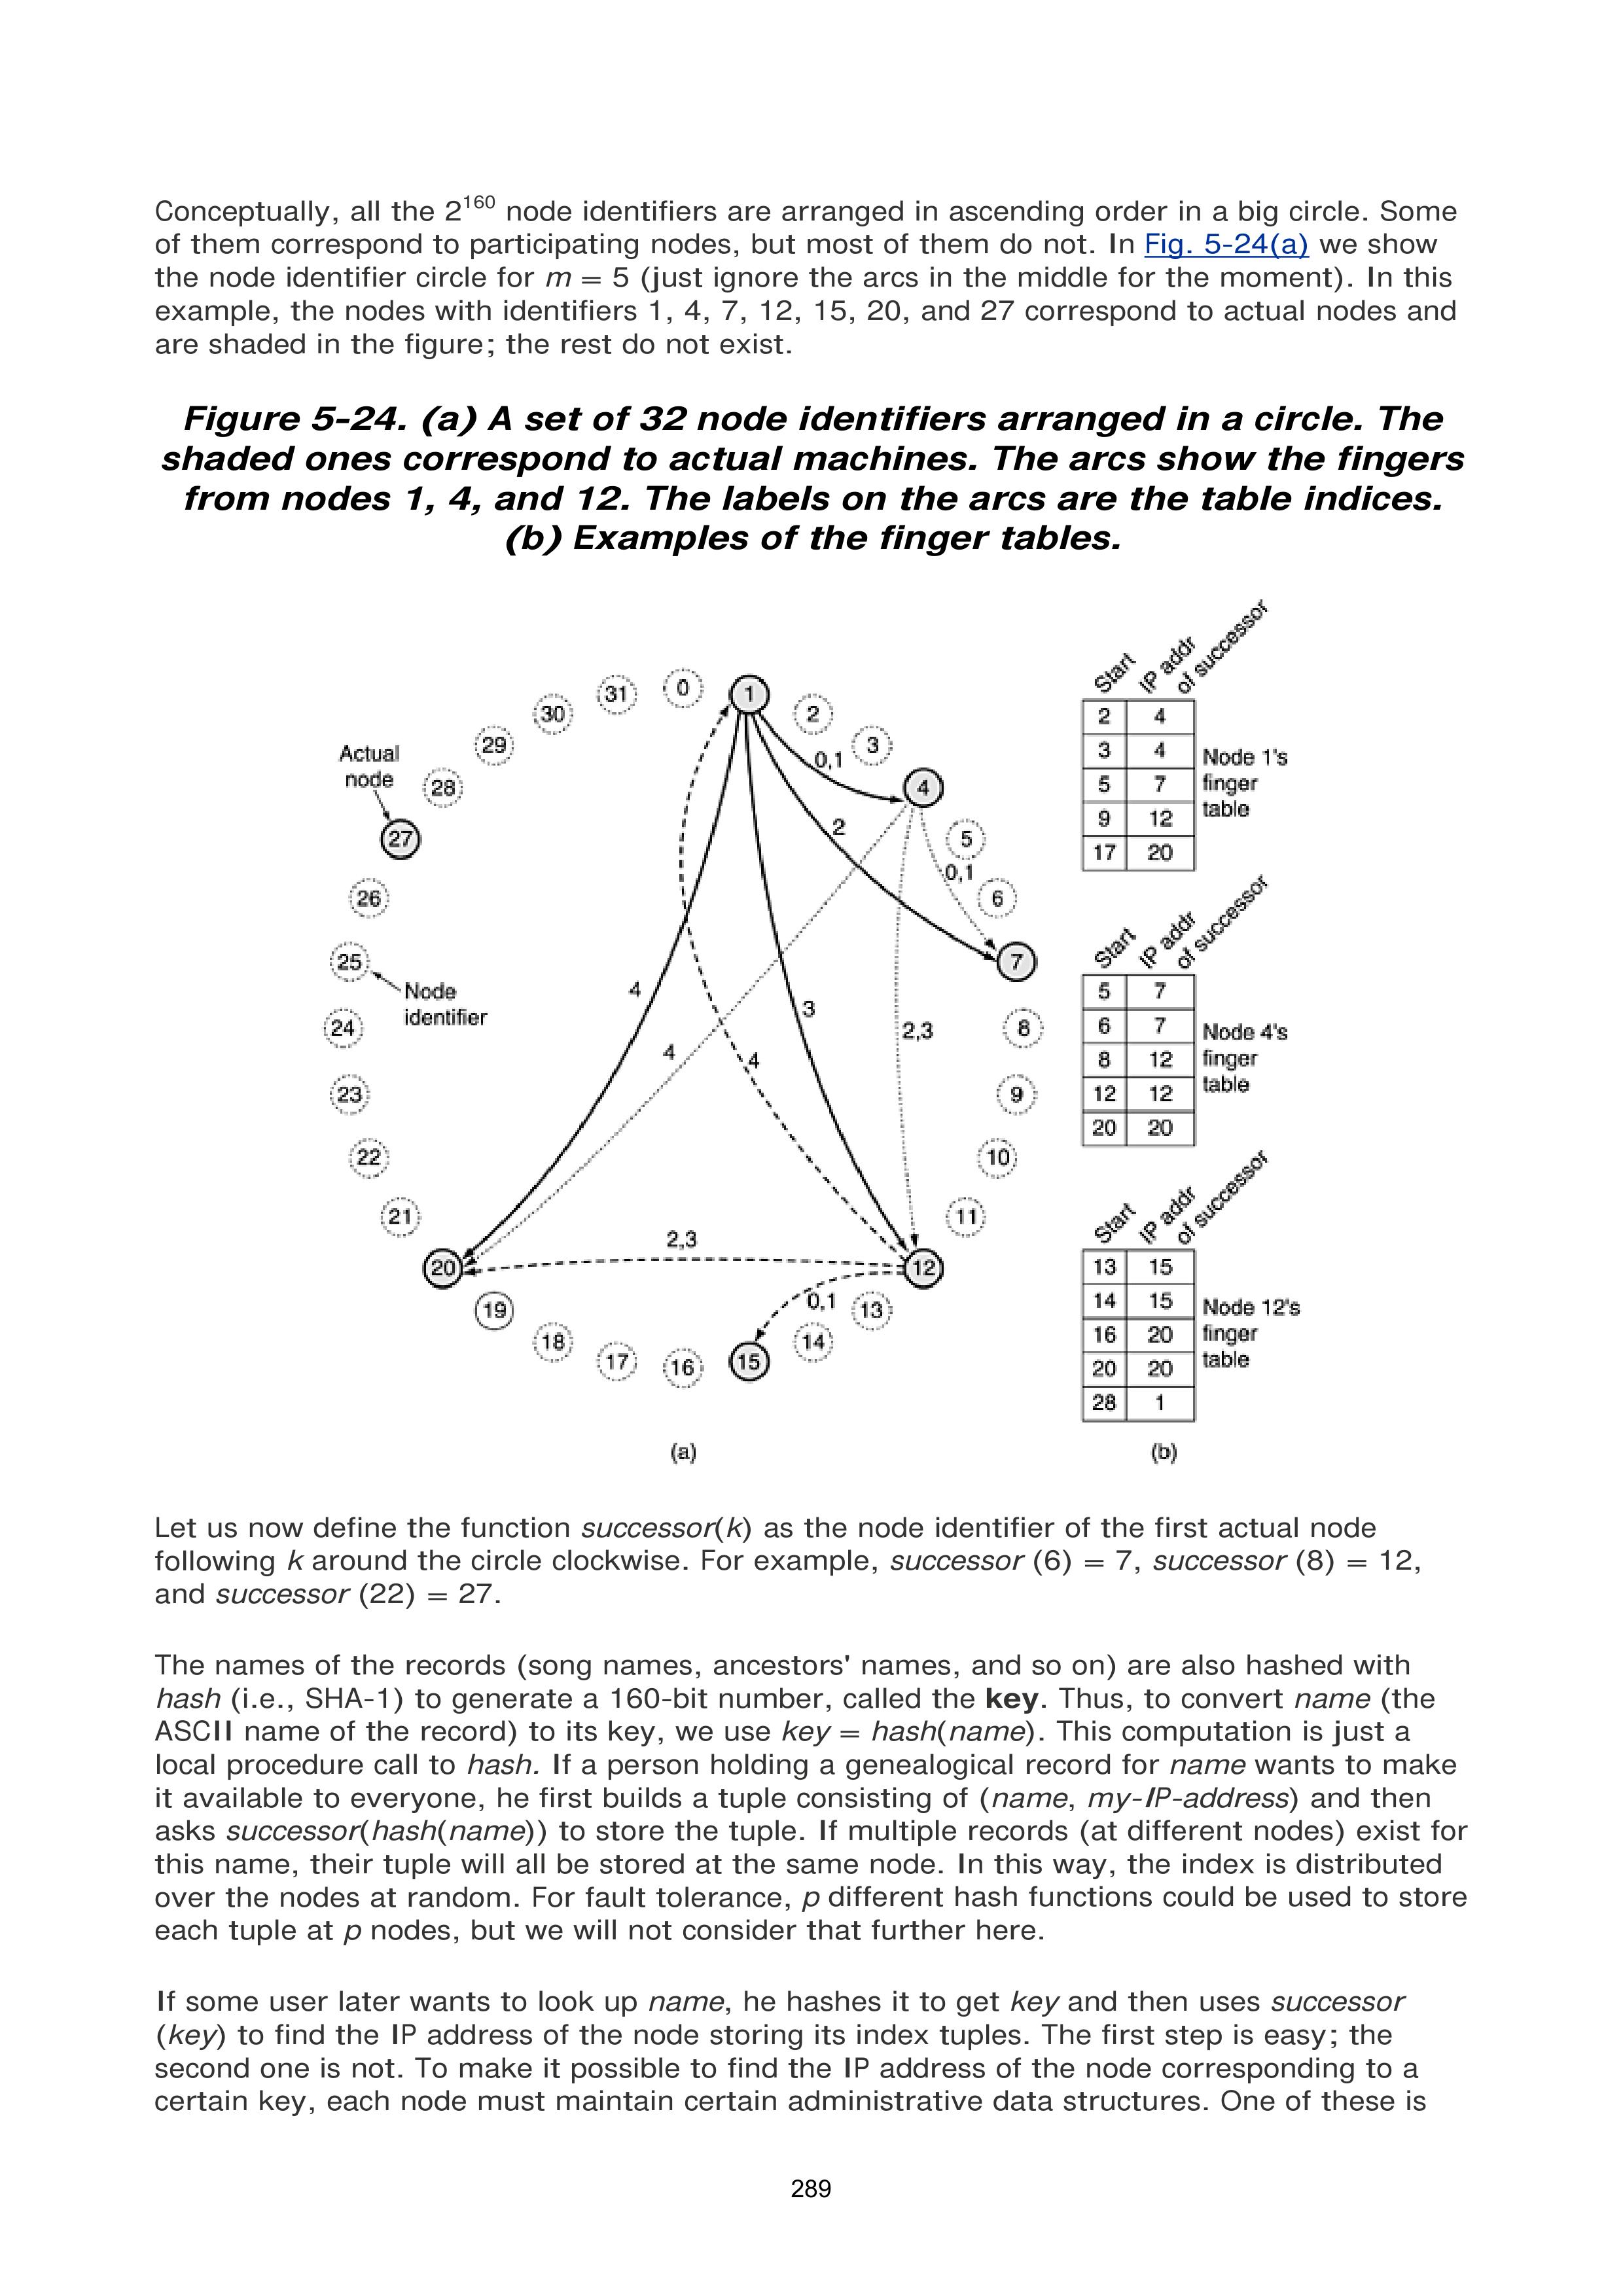 Conceptually, all the 2^160 node identifiers are arranged in ascending order in a big circle. Some
of them correspond to participating nodes, but most of them do not. In Fig. 5-24(a) we show
the node identifier circle for m = 5 (just ignore the arcs in the middle for the moment). In this
example, the nodes with identifiers 1, 4, 7, 12, 15, 20, and 27 correspond to actual nodes and
are shaded in the figure; the rest do not exist.
Figure 5-24. (a) A set of 32 node identifiers arranged in a circle. The
shaded ones correspond to actual machines. The arcs show the fingers
from nodes 1, 4, and 12. The labels on the arcs are the table indices.
(b) Examples of the finger tables.
0
1
2
3
4
5
6
7
8
9
10
11
12
13
14
15
16
17
18
19
20
21
22
23
24
25
26
27
28
29
30
31
Actual
node
Node
identifier
0,1
2
3
4
0,1
2,3
4
0,1
2,3
4
(a)
Start
IP addr
of successor
2 4
3 4
5 7
9 12
17 20
Node 1's
finger
table
Start
IP addr
of successor
5 7
6 7
8 12
12 12
20 20
Node 4's
finger
table
Start
IP addr
of successor
13 15
14 15
16 20
20 20
28 1
Node 12's
finger
table
(b)
Let us now define the function successor(k) as the node identifier of the first actual node
following k around the circle clockwise. For example, successor (6) = 7, successor (8) = 12,
and successor (22) = 27.
The names of the records (song names, ancestors' names, and so on) are also hashed with
hash (i.e., SHA-1) to generate a 160-bit number, called the key. Thus, to convert name (the
ASCII name of the record) to its key, we use key = hash(name). This computation is just a
local procedure call to hash. If a person holding a genealogical record for name wants to make
it available to everyone, he first builds a tuple consisting of (name, my-IP-address) and then
asks successor(hash(name)) to store the tuple. If multiple records (at different nodes) exist for
this name, their tuple will all be stored at the same node. In this way, the index is distributed
over the nodes at random. For fault tolerance, p different hash functions could be used to store
each tuple at p nodes, but we will not consider that further here.
If some user later wants to look up name, he hashes it to get key and then uses successor
(key) to find the IP address of the node storing its index tuples. The first step is easy; the
second one is not. To make it possible to find the IP address of the node corresponding to a
certain key, each node must maintain certain administrative data structures. One of these is
289